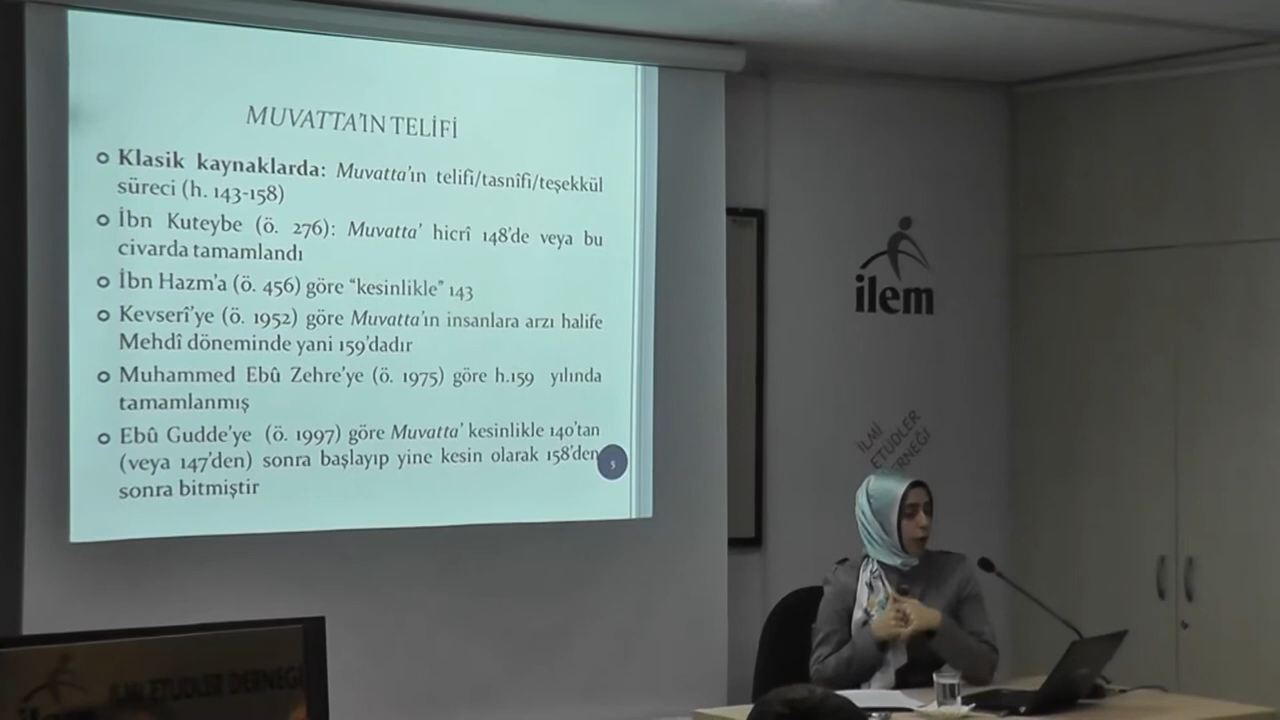 MUVATTA'IN TELİFİ
Klasik kaynaklarda: Muvatta'ın telifi/tasnîfi/teşekkül
süreci (h. 143-158)
İbn Kuteybe (ö. 276): Muvatta' hicrî 148'de veya bu
civarda tamamlandı
İbn Hazm'a (ö. 456) göre "kesinlikle" 143
Kevserî'ye (ö. 1952) göre Muvatta'ın insanlara arzı halife
Mehdî döneminde yani 159'dadır
Muhammed Ebû Zehre'ye (ö. 1975) göre h.159 yılında
tamamlanmış
Ebû Gudde'ye (ö. 1997) göre Muvatta' kesinlikle 140'tan
(veya 147'den) sonra başlayıp yine kesin olarak 158'den
sonra bitmiştir
5
ilem
İLMİ
ETÜDLER
DERNEĞİ
ilem
İLMİ ETÜDLER DERNEĞİ